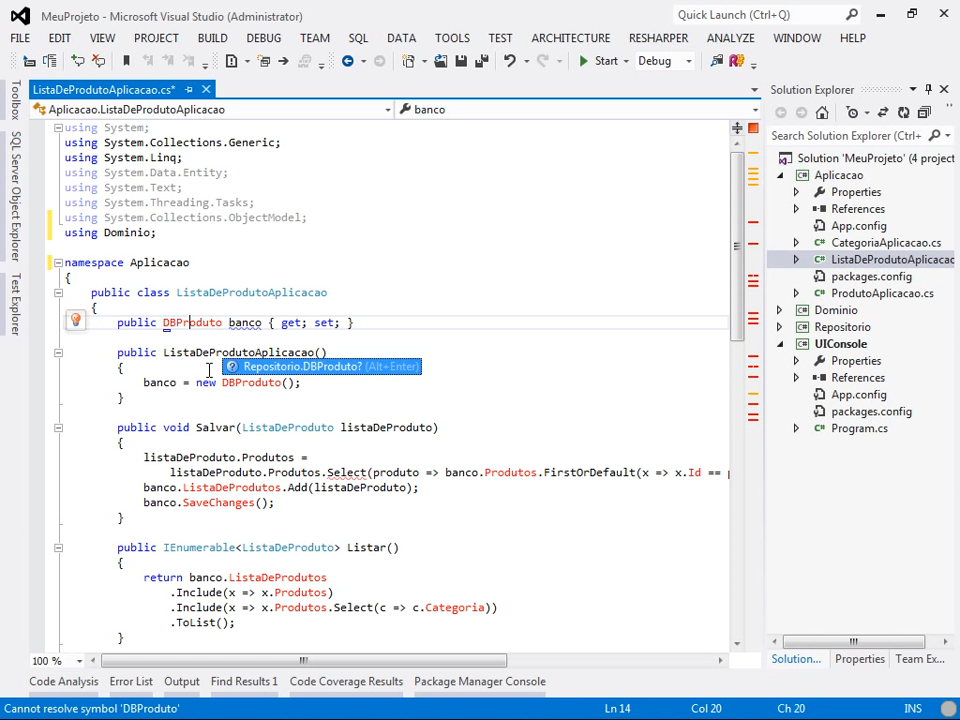 MeuProjeto - Microsoft Visual Studio (Administrator)
Quick Launch (Ctrl+Q)
FILE EDIT VIEW PROJECT BUILD DEBUG TEAM SQL DATA TOOLS TEST ARCHITECTURE RESHARPER ANALYZE WINDOW HELP
Start Debug
ListaDeProdutoAplicacao.cs*
Aplicacao.ListaDeProdutoAplicacao
banco
Toolbox
SQL Server Object Explorer
Test Explorer
using System;
using System.Collections.Generic;
using System.Linq;
using System.Data.Entity;
using System.Text;
using System.Threading.Tasks;
using System.Collections.ObjectModel;
using Dominio;
namespace Aplicacao
{
public class ListaDeProdutoAplicacao
{
public DBProduto banco { get; set; }
public ListaDeProdutoAplicacao()
{
Repositorio.DBProduto? (Alt+Enter)
banco = new DBProduto();
}
public void Salvar(ListaDeProduto listaDeProduto)
{
listaDeProduto.Produtos =
listaDeProduto.Produtos.Select(produto => banco.Produtos.FirstOrDefault(x => x.Id == p
banco.ListaDeProdutos.Add(listaDeProduto);
banco.SaveChanges();
}
public IEnumerable<ListaDeProduto> Listar()
{
return banco.ListaDeProdutos
.Include(x => x.Produtos)
.Include(x => x.Produtos.Select(c => c.Categoria))
.ToList();
}
100 %
Solution Explorer
Search Solution Explorer (Ctrl+
Solution 'MeuProjeto' (4 project
Aplicacao
Properties
References
App.config
CategoriaAplicacao.cs
ListaDeProdutoAplicacao
packages.config
ProdutoAplicacao.cs
Dominio
Repositorio
UIConsole
Properties
References
App.config
packages.config
Program.cs
Solution... Properties Team Ex...
Code Analysis Error List Output Find Results 1 Code Coverage Results Package Manager Console
Cannot resolve symbol 'DBProduto'
Ln 14 Col 20 Ch 20 INS